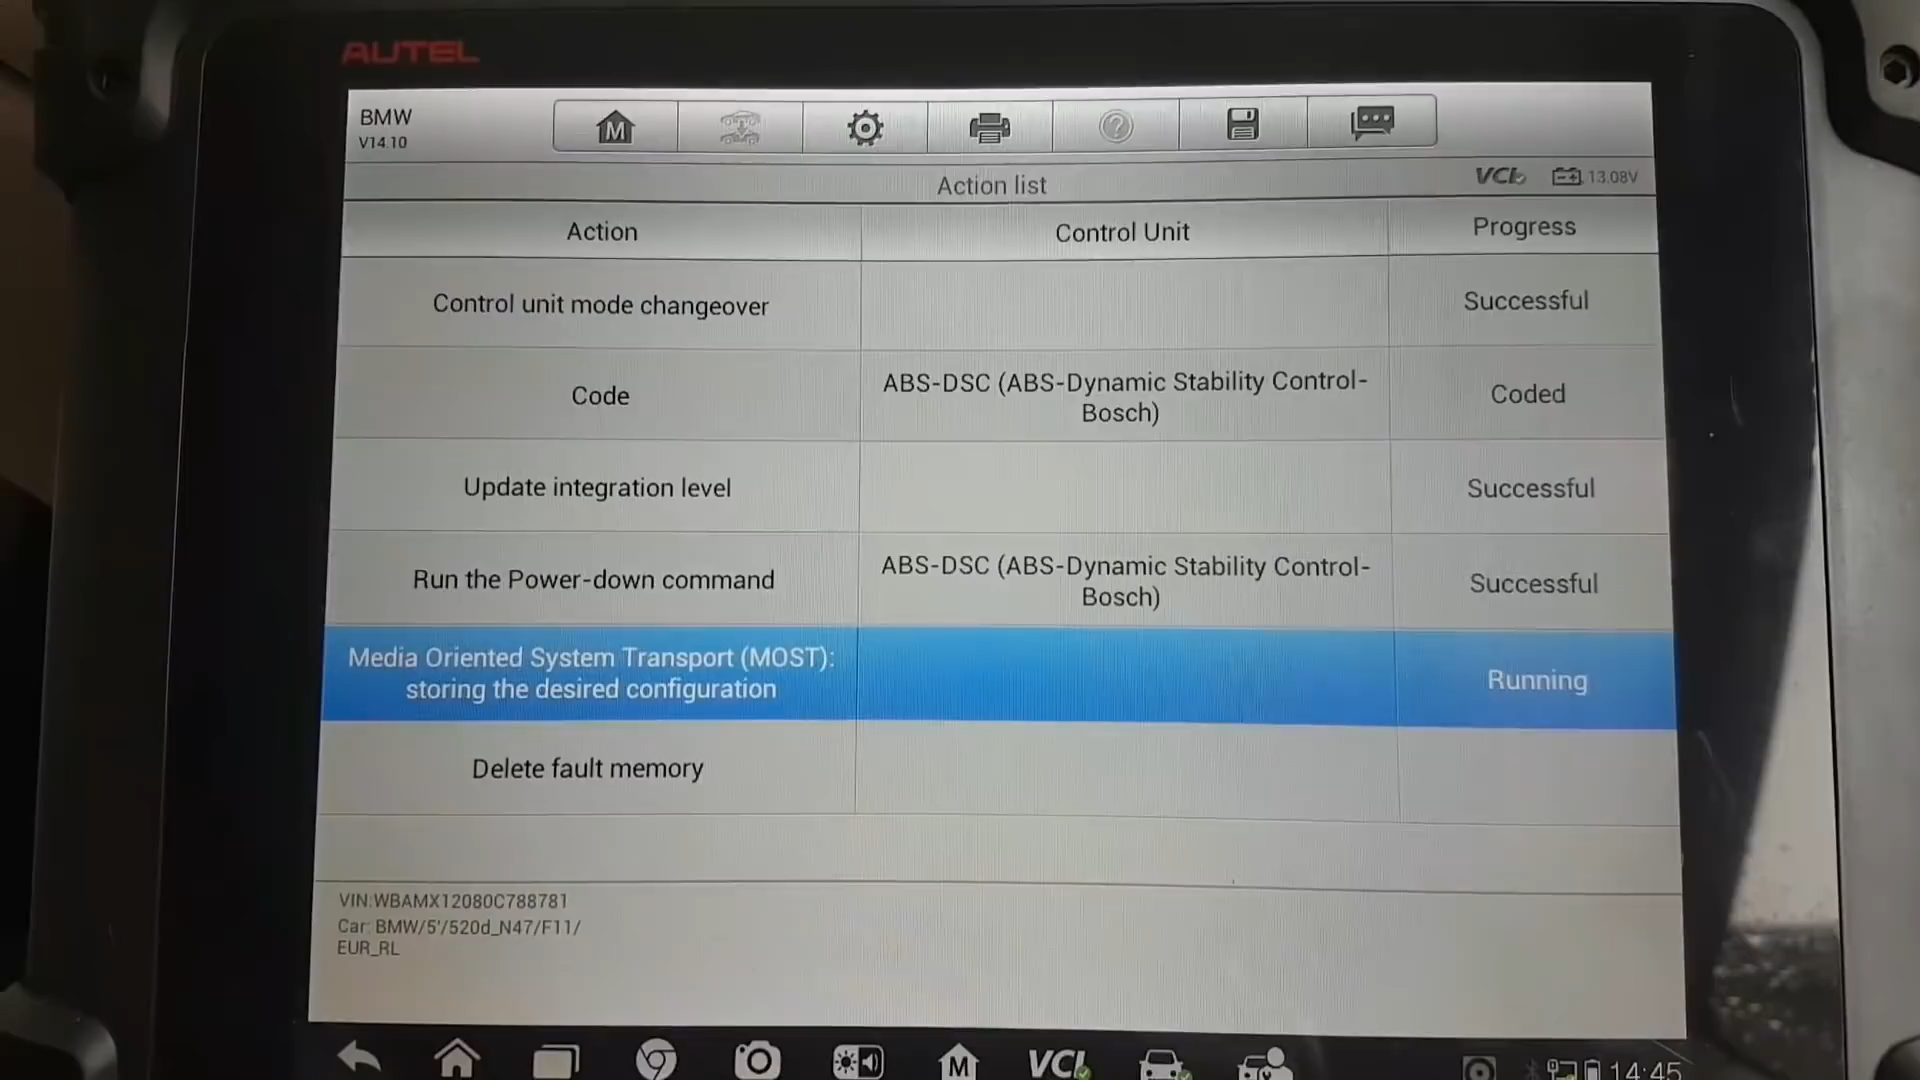 AUTEL
BMW
V14.10
M
Action list
VCI
13.08V
Action
Control Unit
Progress
Control unit mode changeover
Successful
Code
ABS-DSC (ABS-Dynamic Stability Control-
Bosch)
Coded
Update integration level
Successful
Run the Power-down command
ABS-DSC (ABS-Dynamic Stability Control-
Bosch)
Successful
Media Oriented System Transport (MOST):
storing the desired configuration
Running
Delete fault memory
VIN:WBAMX12080C788781
Car: BMW/5'/520d_N47/F11/
EUR_RL
M
VCI
14:45